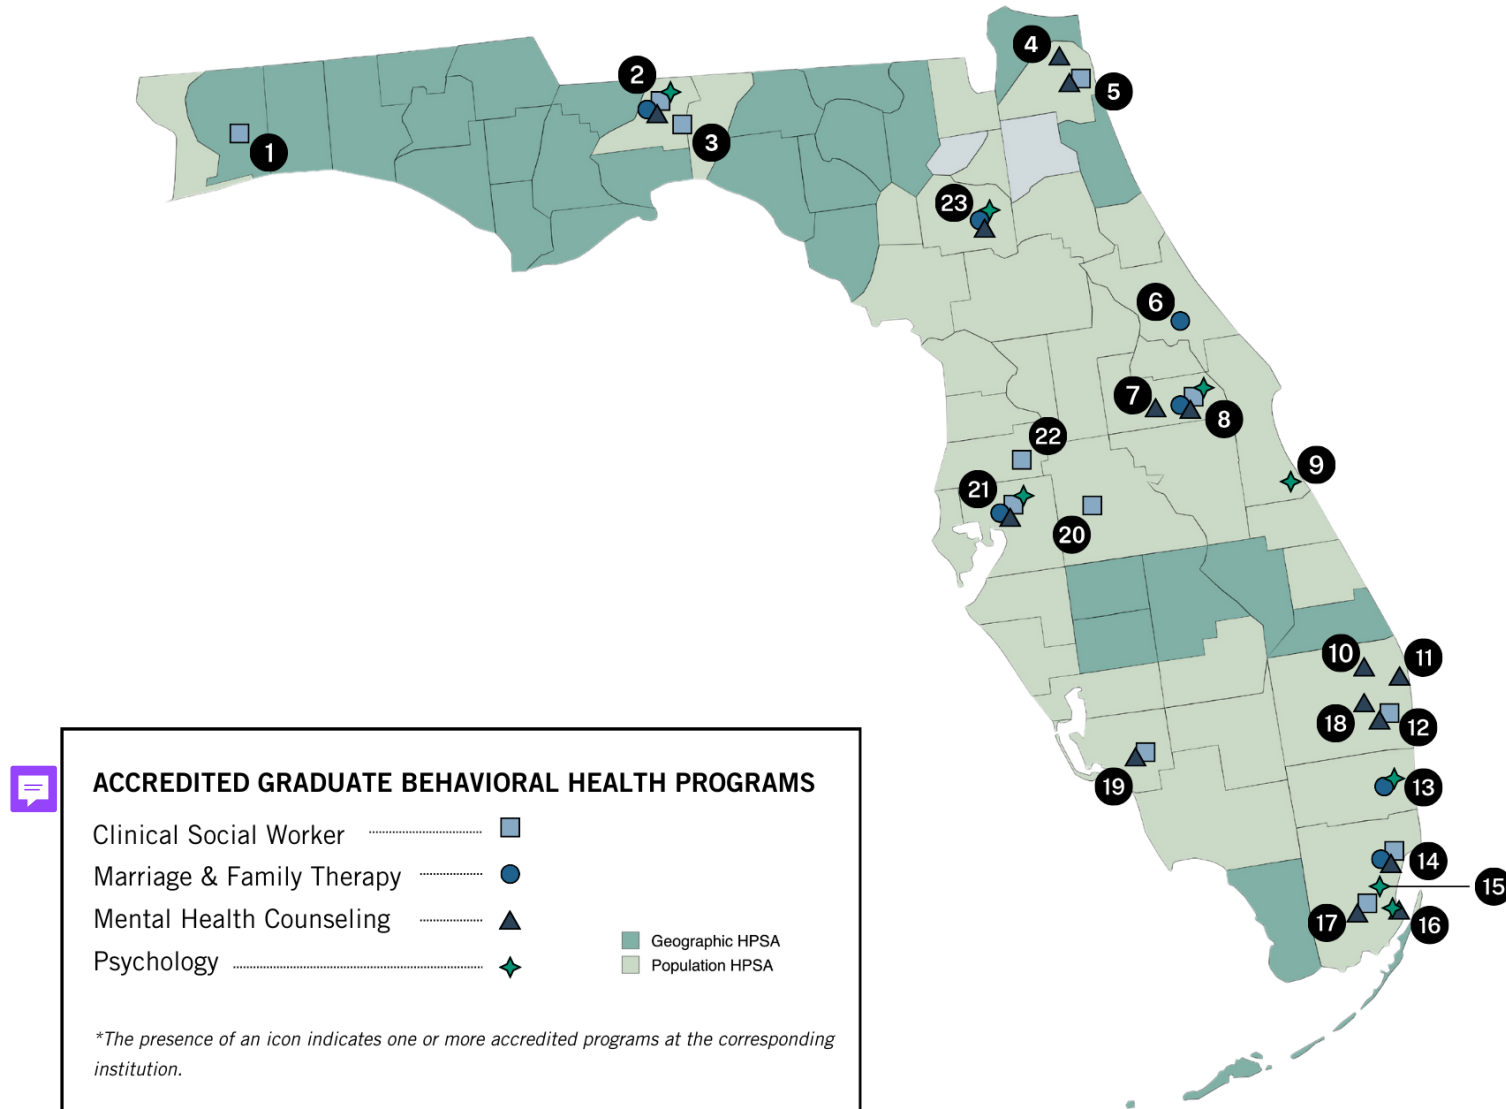 4
2
5
3
1
23
6
7
8
22
9
21
20
10
11
18
12
19
13
14
15
17
16
ACCREDITED GRADUATE BEHAVIORAL HEALTH PROGRAMS
Clinical Social Worker
Marriage & Family Therapy
Mental Health Counseling
Psychology
Geographic HPSA
Population HPSA
*The presence of an icon indicates one or more accredited programs at the corresponding
institution.